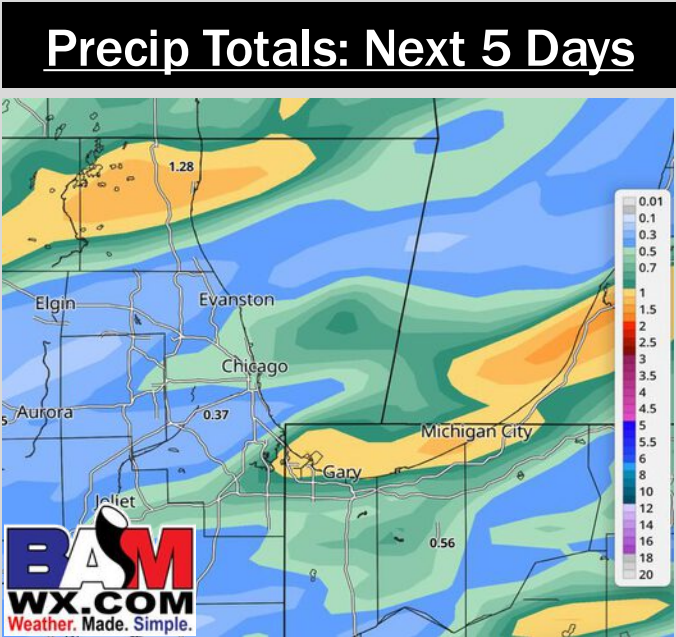 Precip Totals: Next 5 Days
1.28
Elgin
Evanston
Chicago
5
Aurora
0.37
Michigan City
Gary
Joliet
0.56
0.01
0.1
0.3
0.5
0.7
1
1.5
2
2.5
3
3.5
4
4.5
5
5.5
6
8
10
12
14
16
18
20
BAM
WX.COM
Weather. Made. Simple.